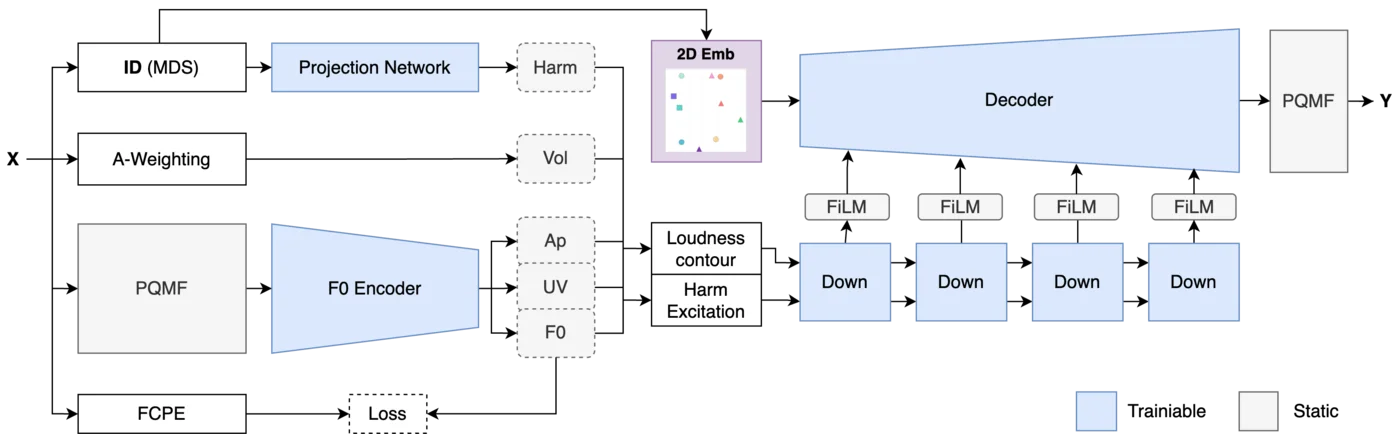 X
ID (MDS)
Projection Network
Harm
A-Weighting
Vol
PQMF
F0 Encoder
Ap
UV
F0
FCPE
Loss
2D Emb
Loudness
contour
Harm
Excitation
Decoder
PQMF
Y
FiLM
FiLM
FiLM
FiLM
Down
Down
Down
Down
Trainiable
Static